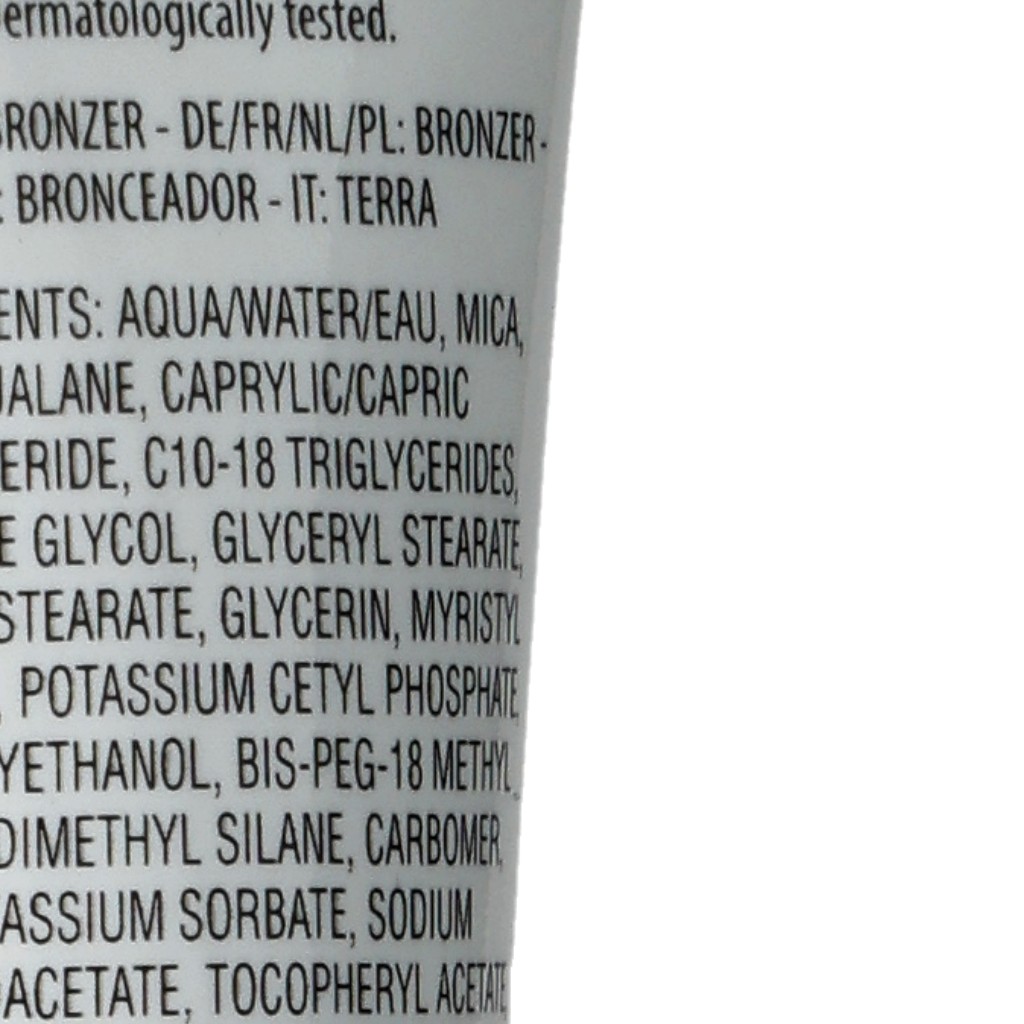 ermatologically tested.
BRONZER - DE/FR/NL/PL: BRONZER -
: BRONCEADOR - IT: TERRA
ENTS: AQUA/WATER/EAU, MICA,
ALANE, CAPRYLIC/CAPRIC
ERIDE, C10-18 TRIGLYCERIDES,
E GLYCOL, GLYCERYL STEARATE,
STEARATE, GLYCERIN, MYRISTYL
, POTASSIUM CETYL PHOSPHATE,
YETHANOL, BIS-PEG-18 METHYL
DIMETHYL SILANE, CARBOMER,
ASSIUM SORBATE, SODIUM
ACETATE, TOCOPHERYL ACETATE,